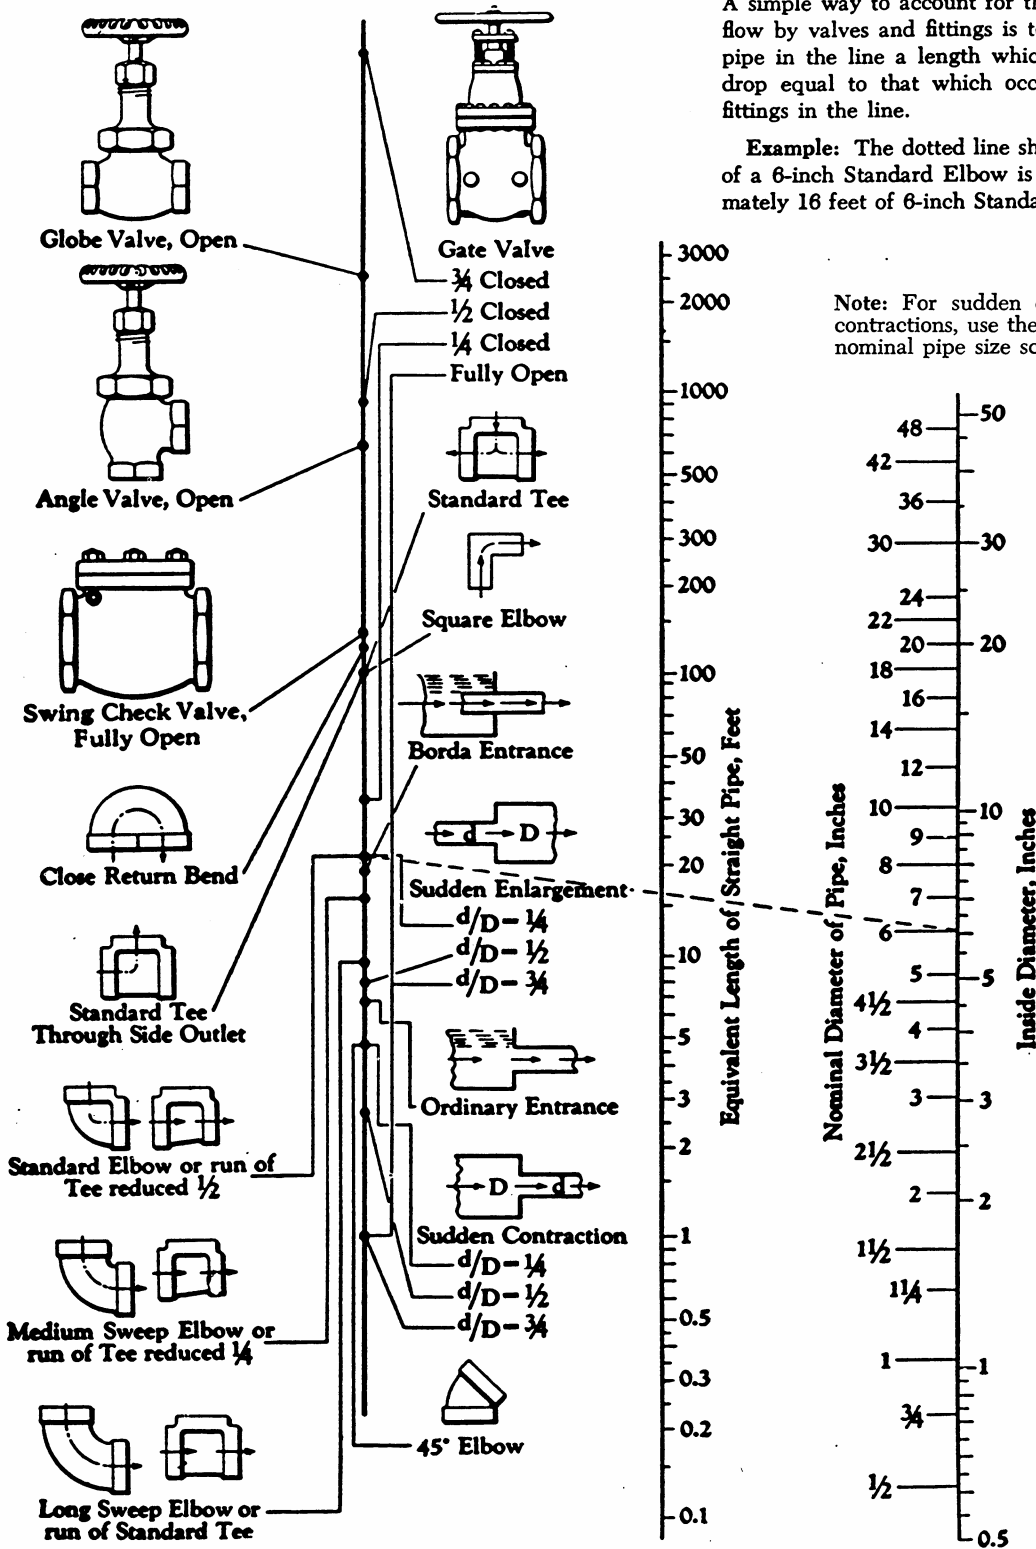 A simple way to account for th
flow by valves and fittings is t
pipe in the line a length whic
drop equal to that which occ
fittings in the line.
Example: The dotted line sh
of a 6-inch Standard Elbow is
mately 16 feet of 6-inch Standa
Note: For sudden
contractions, use the
nominal pipe size sc
Globe Valve, Open
Angle Valve, Open
Swing Check Valve,
Fully Open
Close Return Bend
Standard Tee
Through Side Outlet
Standard Elbow or run of
Tee reduced ½
Medium Sweep Elbow or
run of Tee reduced ¼
Long Sweep Elbow or
run of Standard Tee
Gate Valve
¾ Closed
½ Closed
¼ Closed
Fully Open
Standard Tee
Square Elbow
Borda Entrance
d D
Sudden Enlargement
d/D-¼
d/D-½
d/D-¾
Ordinary Entrance
D d
Sudden Contraction
d/D-¼
d/D-½
d/D-¾
45° Elbow
3000
2000
1000
500
300
200
100
50
30
20
10
5
3
2
1
0.5
0.3
0.2
0.1
Equivalent Length of Straight Pipe, Feet
48
42
36
30
24
22
20
18
16
14
12
10
9
8
7
6
5
4½
4
3½
3
2½
2
1½
1¼
1
¾
½
Nominal Diameter of Pipe, Inches
50
30
20
10
5
3
2
1
0.5
Inside Diameter, Inches